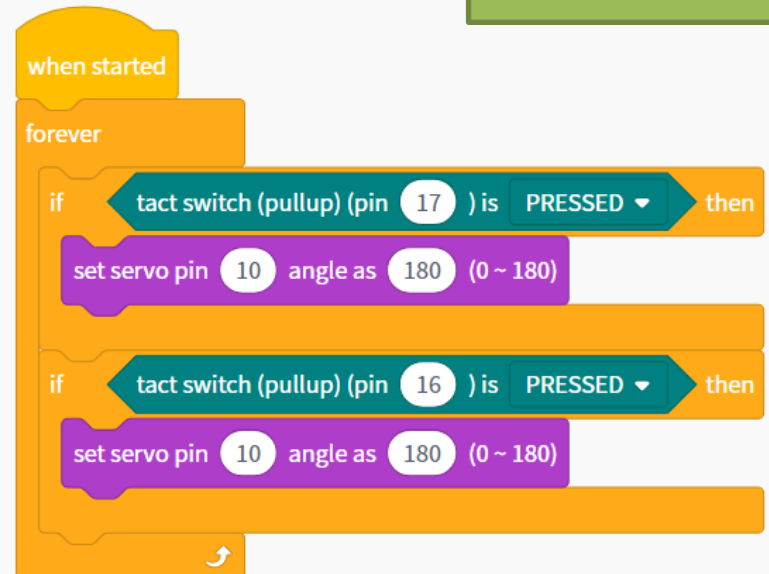 when started
forever
if tact switch (pullup) (pin 17 ) is PRESSED then
set servo pin 10 angle as 180 (0 ~ 180)
if tact switch (pullup) (pin 16 ) is PRESSED then
set servo pin 10 angle as 180 (0 ~ 180)